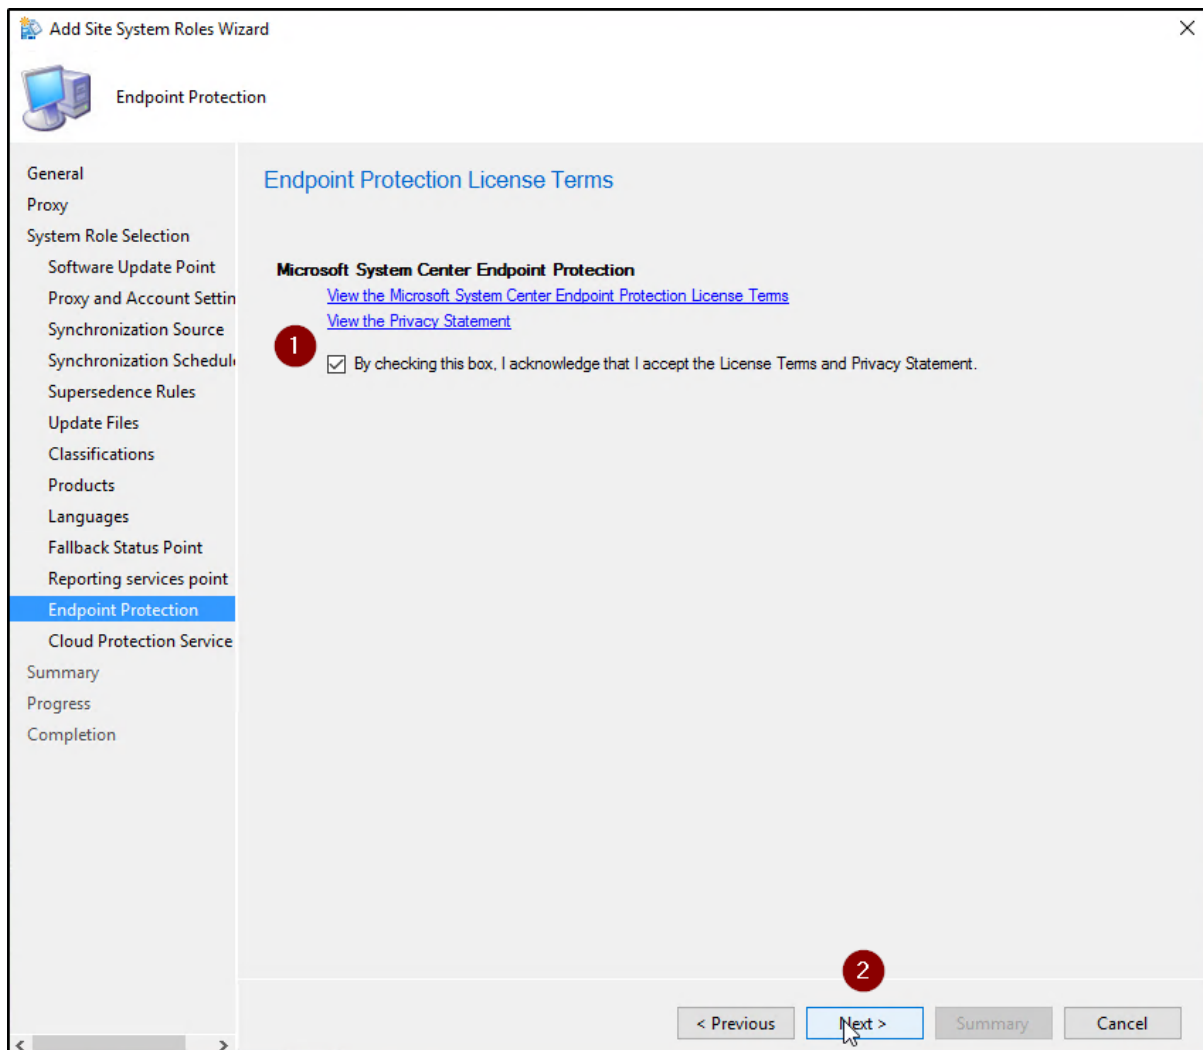 Add Site System Roles Wizard
Endpoint Protection
General
Proxy
System Role Selection
Software Update Point
Proxy and Account Settin
Synchronization Source
Synchronization Schedul
Supersedence Rules
Update Files
Classifications
Products
Languages
Fallback Status Point
Reporting services point
Endpoint Protection
Cloud Protection Service
Summary
Progress
Completion
Endpoint Protection License Terms
Microsoft System Center Endpoint Protection
View the Microsoft System Center Endpoint Protection License Terms
View the Privacy Statement
1
By checking this box, I acknowledge that I accept the License Terms and Privacy Statement.
2
< Previous Next > Summary Cancel